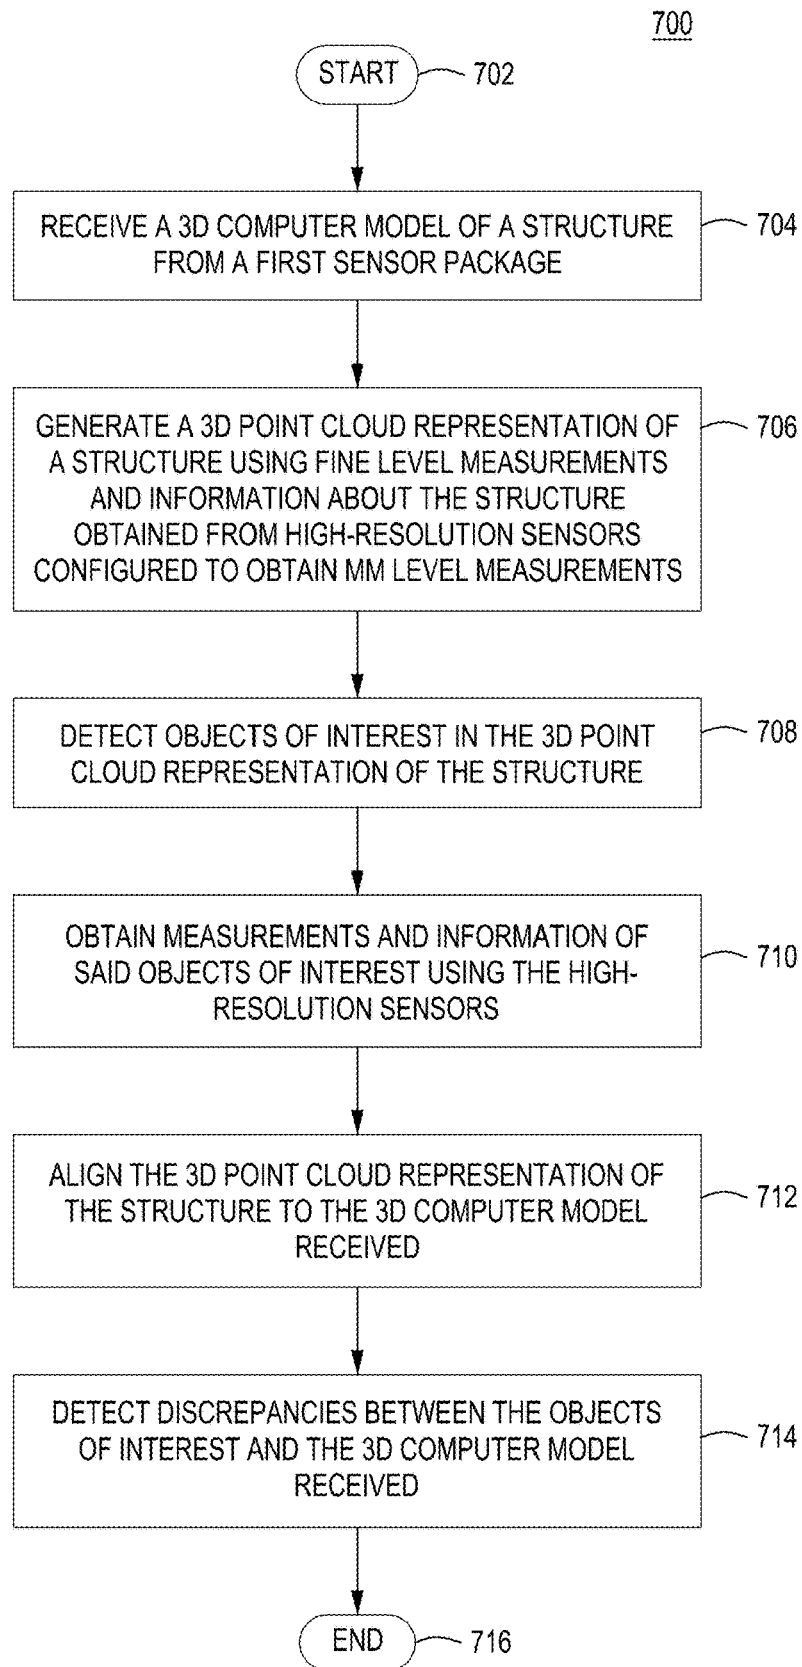 700
START
702
RECEIVE A 3D COMPUTER MODEL OF A STRUCTURE
FROM A FIRST SENSOR PACKAGE
704
GENERATE A 3D POINT CLOUD REPRESENTATION OF
A STRUCTURE USING FINE LEVEL MEASUREMENTS
AND INFORMATION ABOUT THE STRUCTURE
OBTAINED FROM HIGH-RESOLUTION SENSORS
CONFIGURED TO OBTAIN MM LEVEL MEASUREMENTS
706
DETECT OBJECTS OF INTEREST IN THE 3D POINT
CLOUD REPRESENTATION OF THE STRUCTURE
708
OBTAIN MEASUREMENTS AND INFORMATION OF
SAID OBJECTS OF INTEREST USING THE HIGH-
RESOLUTION SENSORS
710
ALIGN THE 3D POINT CLOUD REPRESENTATION OF
THE STRUCTURE TO THE 3D COMPUTER MODEL
RECEIVED
712
DETECT DISCREPANCIES BETWEEN THE OBJECTS
OF INTEREST AND THE 3D COMPUTER MODEL
RECEIVED
714
END
716